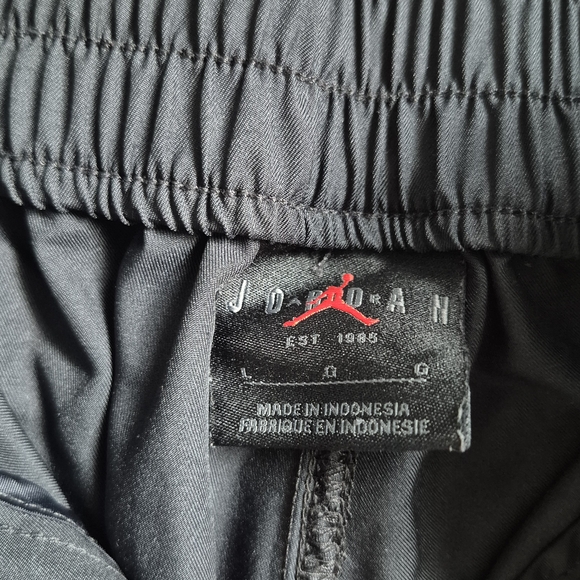 JORDAN
EST 1985
L G G
MADE IN INDONESIA
FABRIQUE EN INDONESIE